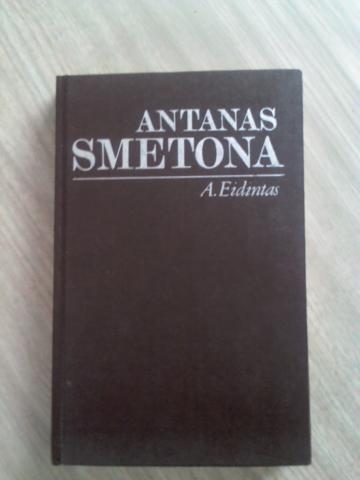 ANTANAS
SMETONA
A. Eidintas